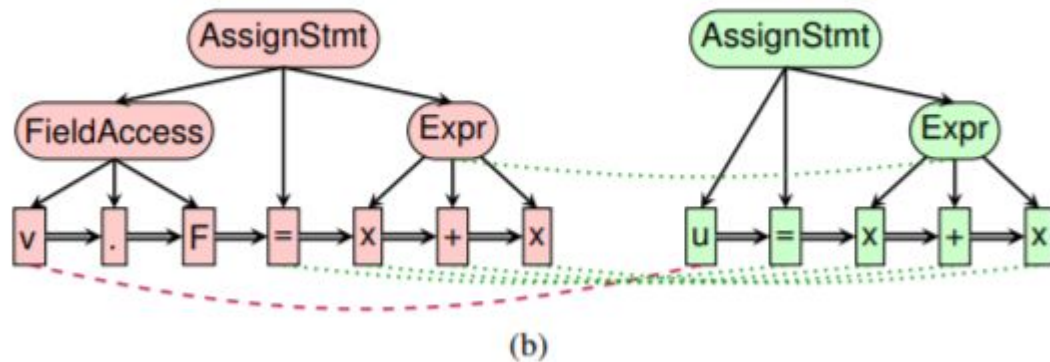 AssignStmt AssignStmt
FieldAccess Expr Expr
v . F = x + x u = x + x
(b)